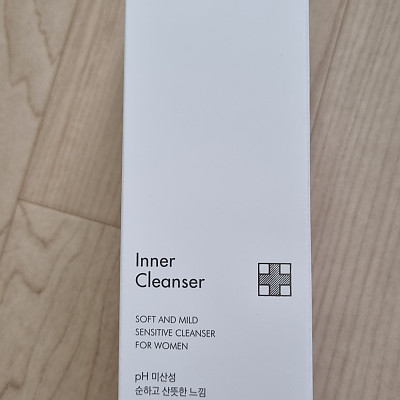 Inner
Cleanser
SOFT AND MILD
SENSITIVE CLEANSER
FOR WOMEN
pH 미산성
순하고 산뜻한 느낌